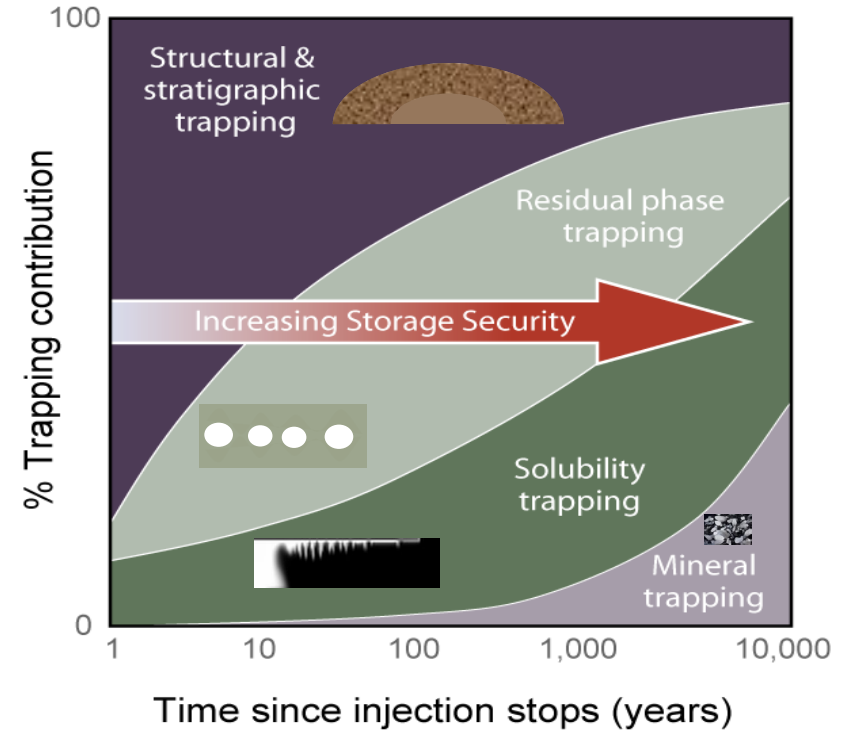 100
Structural &
stratigraphic
trapping
Residual phase
trapping
% Trapping contribution
Increasing Storage Security
Solubility
trapping
Mineral
trapping
0
1 10 100 1,000 10,000
Time since injection stops (years)